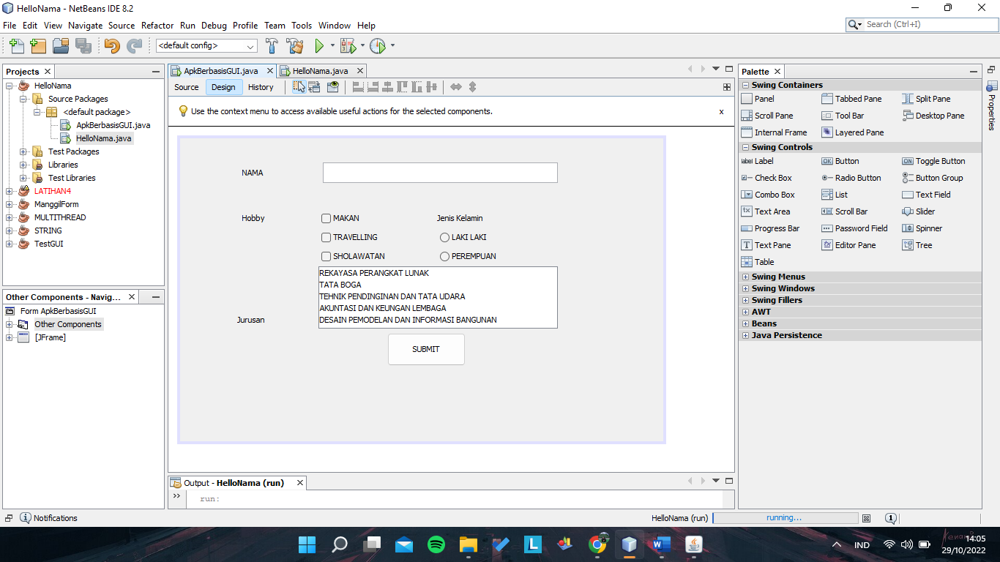 HelloNama - NetBeans IDE 8.2
File Edit View Navigate Source Refactor Run Debug Profile Team Tools Window Help
Search (Ctrl+I)
<default config>
Projects
HelloNama
Source Packages
<default package>
ApkBerbasisGUI.java
HelloNama.java
Test Packages
Libraries
Test Libraries
LATIHAN4
ManggilForm
MULTITHREAD
STRING
TestGUI
Other Components - Navig...
Form ApkBerbasisGUI
Other Components
[JFrame]
ApkBerbasisGUI.java HelloNama.java
Source Design History
Use the context menu to access available useful actions for the selected components.
x
NAMA
Hobby MAKAN Jenis Kelamin
TRAVELLING LAKI LAKI
SHOLAWATAN PEREMPUAN
REKAYASA PERANGKAT LUNAK
TATA BOGA
TEHNIK PENDINGINAN DAN TATA UDARA
AKUNTASI DAN KEUNGAN LEMBAGA
Jurusan DESAIN PEMODELAN DAN INFORMASI BANGUNAN
SUBMIT
Output - HelloNama (run)
run:
Palette
Swing Containers
Panel Tabbed Pane Split Pane
Scroll Pane Tool Bar Desktop Pane
Internal Frame Layered Pane
Swing Controls
label Label OK Button ON Toggle Button
Check Box Radio Button Button Group
Combo Box List Text Field
Text Area Scroll Bar Slider
Progress Bar Password Field Spinner
Text Pane Editor Pane Tree
Table
Swing Menus
Swing Windows
Swing Fillers
AWT
Beans
Java Persistence
Properties
Notifications HelloNama (run) running... 1
IND 14:05
29/10/2022